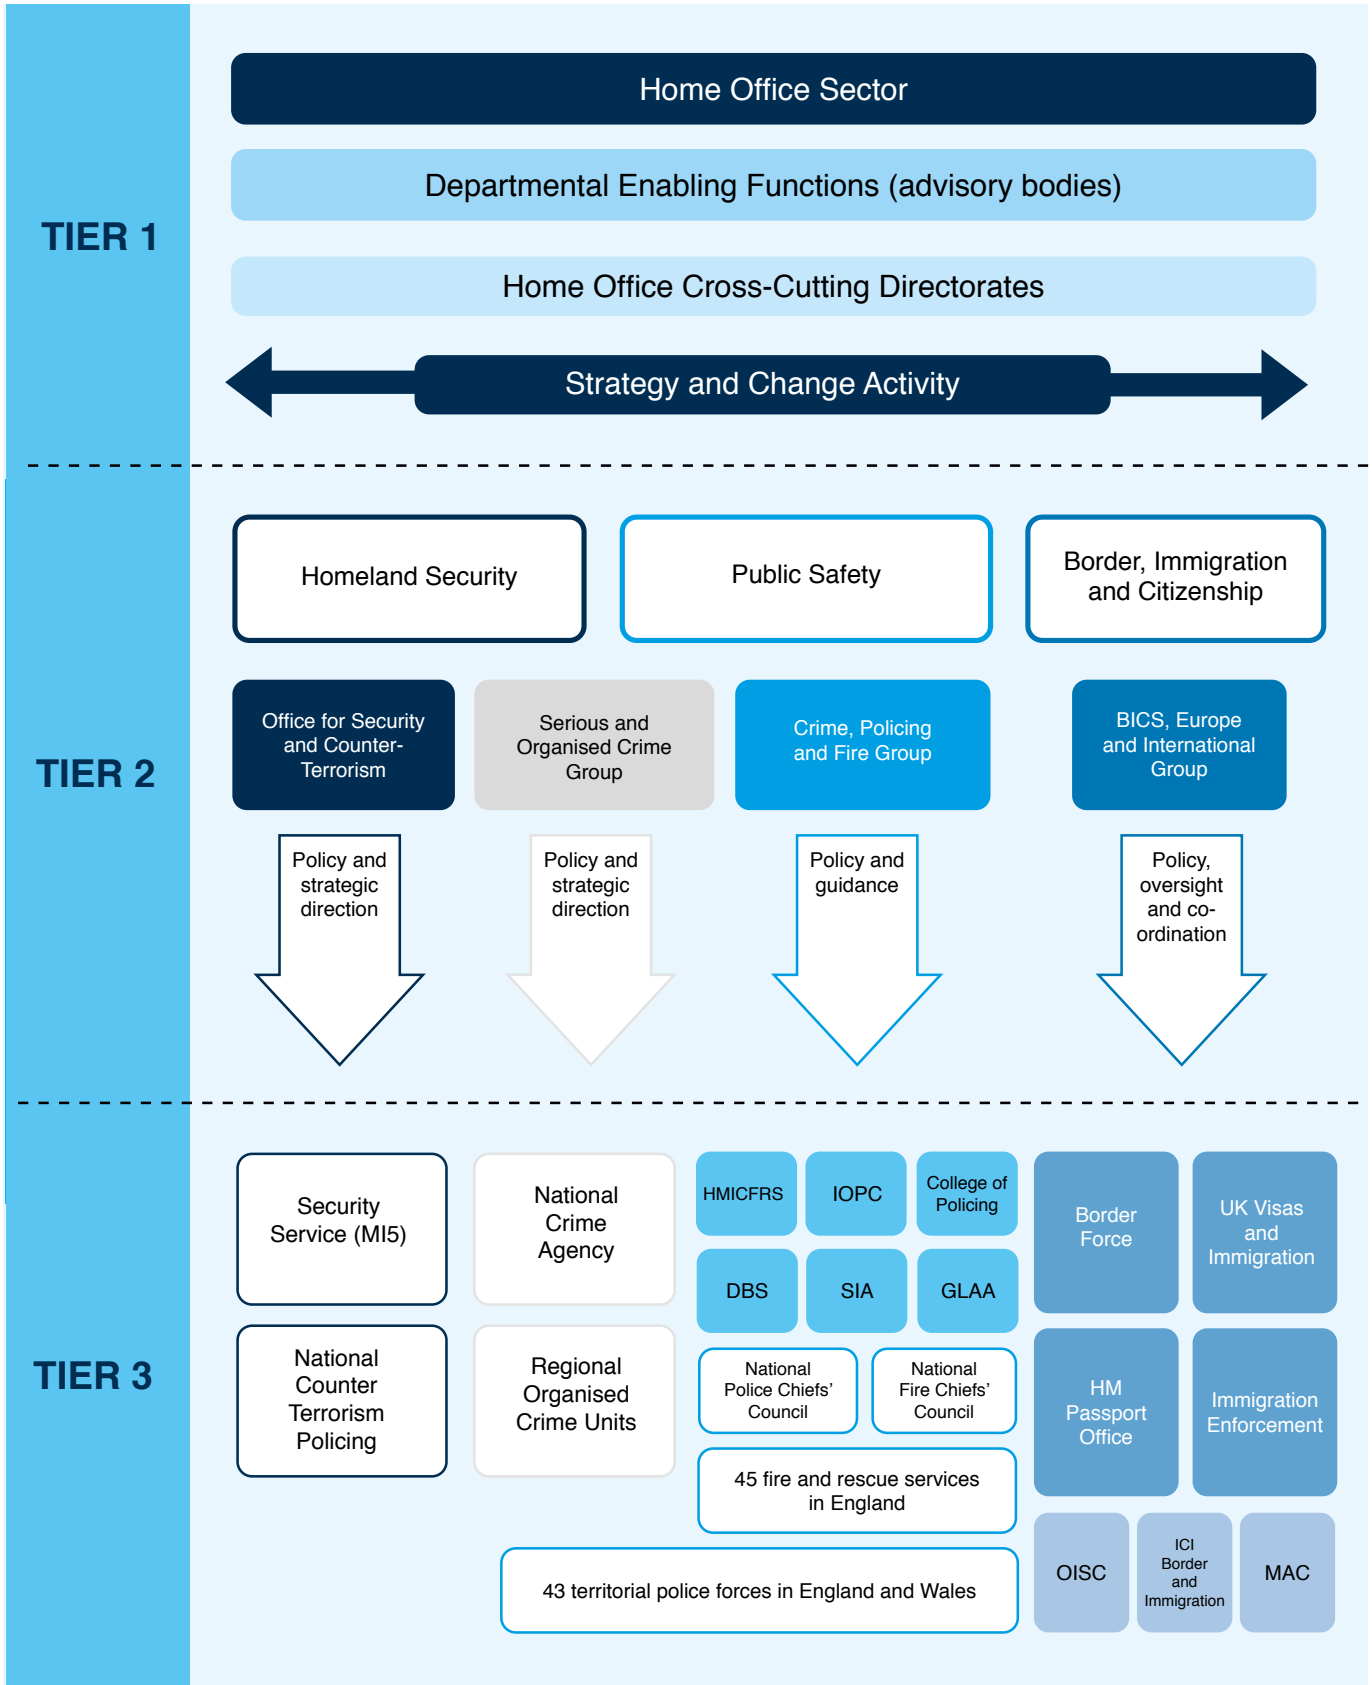 TIER 1
Home Office Sector
Departmental Enabling Functions (advisory bodies)
Home Office Cross-Cutting Directorates
Strategy and Change Activity
TIER 2
Homeland Security
Public Safety
Border, Immigration
and Citizenship
Office for Security
and Counter-
Terrorism
Serious and
Organised Crime
Group
Crime, Policing
and Fire Group
BICS, Europe
and International
Group
Policy and
strategic
direction
Policy and
strategic
direction
Policy and
guidance
Policy,
oversight
and co-
ordination
TIER 3
Security
Service (MI5)
National
Counter
Terrorism
Policing
National
Crime
Agency
Regional
Organised
Crime Units
HMICFRS
IOPC
College of
Policing
DBS
SIA
GLAA
National
Police Chiefs'
Council
National
Fire Chiefs'
Council
45 fire and rescue services
in England
43 territorial police forces in England and Wales
Border
Force
UK Visas
and
Immigration
HM
Passport
Office
Immigration
Enforcement
OISC
ICI
Border
and
Immigration
MAC